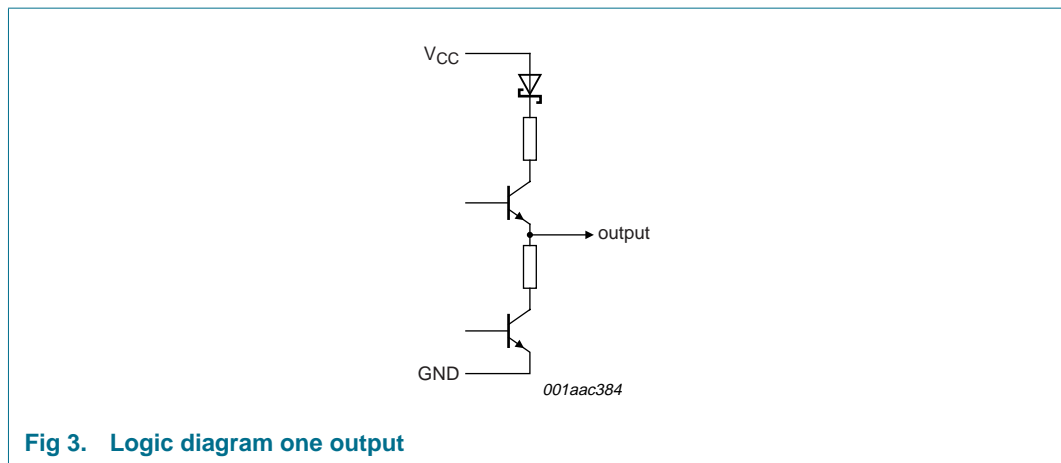 VCC
output
GND
001aac384
Fig 3. Logic diagram one output